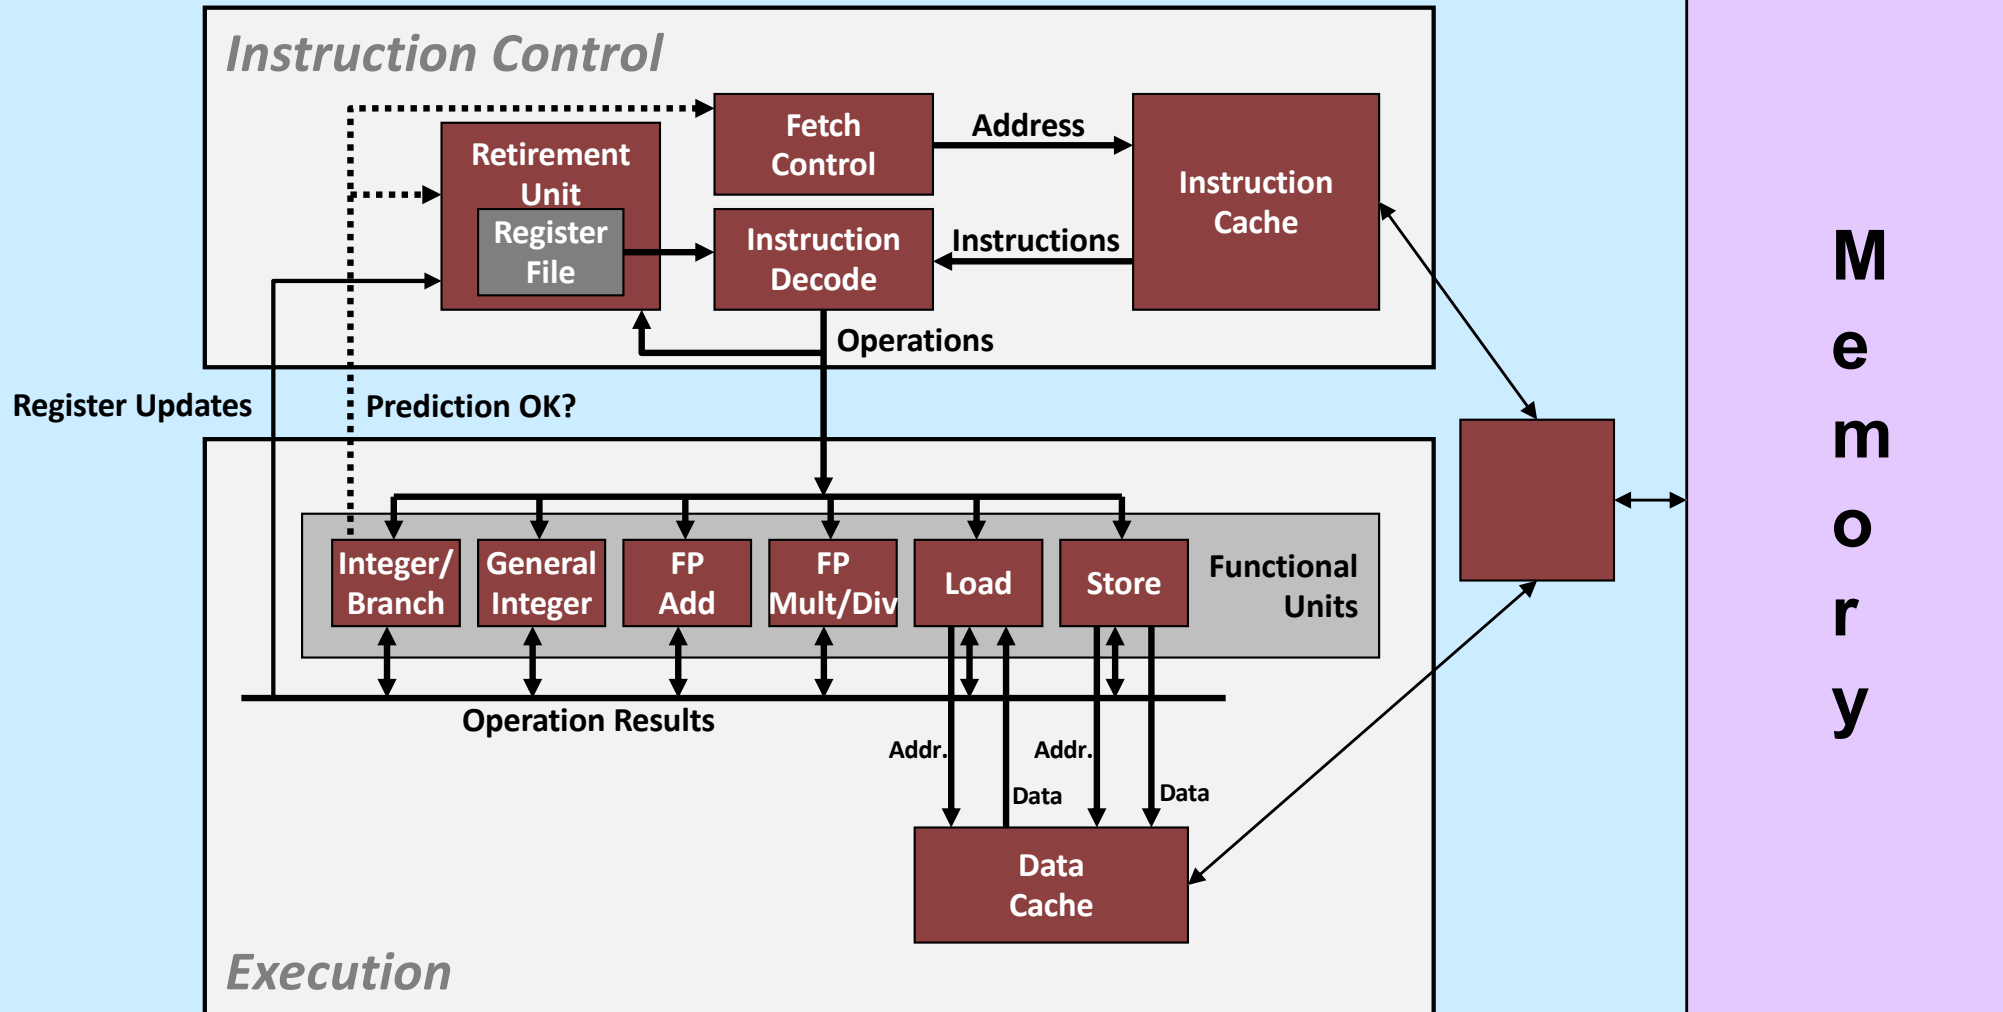 Instruction Control
Fetch
Control
Address
Instruction
Cache
Retirement
Unit
Register
File
Instruction
Decode
Instructions
Operations
Register Updates
Prediction OK?
Integer/
Branch
General
Integer
FP
Add
FP
Mult/Div
Load
Store
Functional
Units
Operation Results
Addr.
Data
Addr.
Data
Data
Cache
Execution
M
e
m
o
r
y